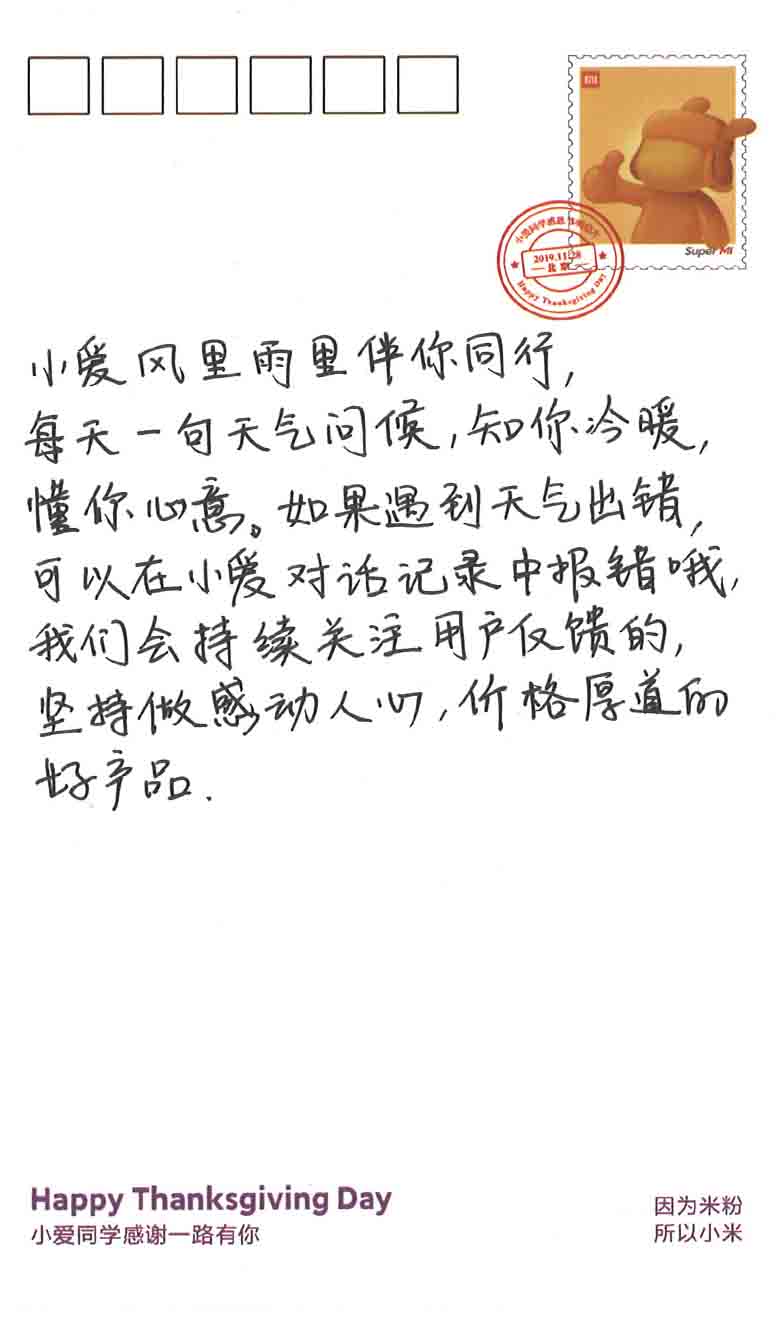 MI
Super MI
小爱同学感恩节明信片
2019.11.28
北京
Happy Thanksgiving Day
小爱风里雨里伴你同行，
每天一句天气问候，知你冷暖，
懂你心意。如果遇到天气出错，
可以在小爱对话记录中报错哦，
我们会持续关注用户反馈的，
坚持做感动人心，价格厚道的
好产品.
Happy Thanksgiving Day
小爱同学感谢一路有你
因为米粉
所以小米